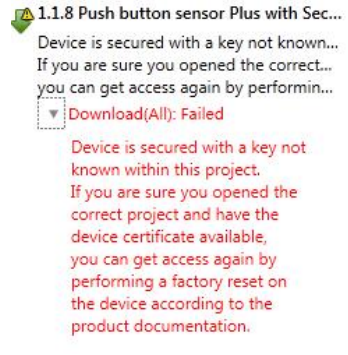 1.1.8 Push button sensor Plus with Sec...
Device is secured with a key not known...
If you are sure you opened the correct...
you can get access again by performin...
Download(All): Failed
Device is secured with a key not
known within this project.
If you are sure you opened the
correct project and have the
device certificate available,
you can get access again by
performing a factory reset on
the device according to the
product documentation.